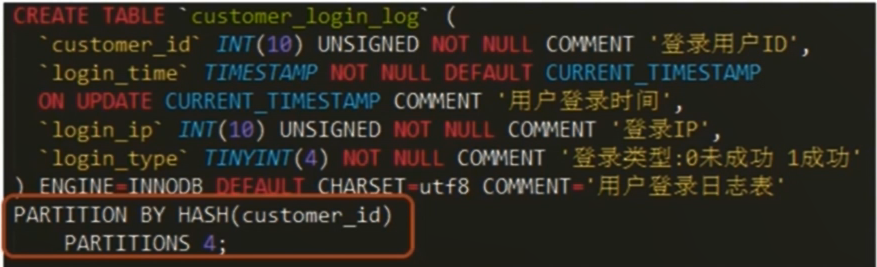 CREATE TABLE `customer_login_log` (
`customer_id` INT(10) UNSIGNED NOT NULL COMMENT '登录用户ID',
`login_time` TIMESTAMP NOT NULL DEFAULT CURRENT_TIMESTAMP
ON UPDATE CURRENT_TIMESTAMP COMMENT '用户登录时间',
`login_ip` INT(10) UNSIGNED NOT NULL COMMENT '登录IP',
`login_type` TINYINT(4) NOT NULL COMMENT '登录类型:0未成功 1成功'
) ENGINE=INNODB DEFAULT CHARSET=utf8 COMMENT='用户登录日志表'
PARTITION BY HASH(customer_id)
PARTITIONS 4;